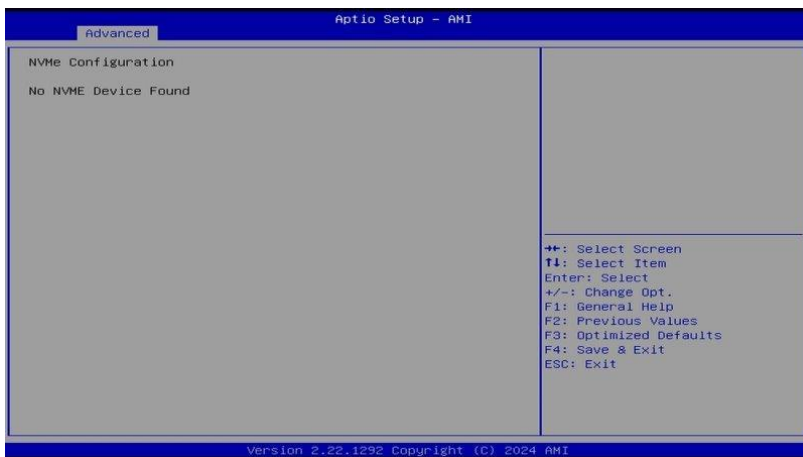 Aptio Setup – AMI
Advanced
NVMe Configuration
No NVME Device Found
→←: Select Screen
↑↓: Select Item
Enter: Select
+/-: Change Opt.
F1: General Help
F2: Previous Values
F3: Optimized Defaults
F4: Save & Exit
ESC: Exit
Version 2.22.1292 Copyright (C) 2024 AMI